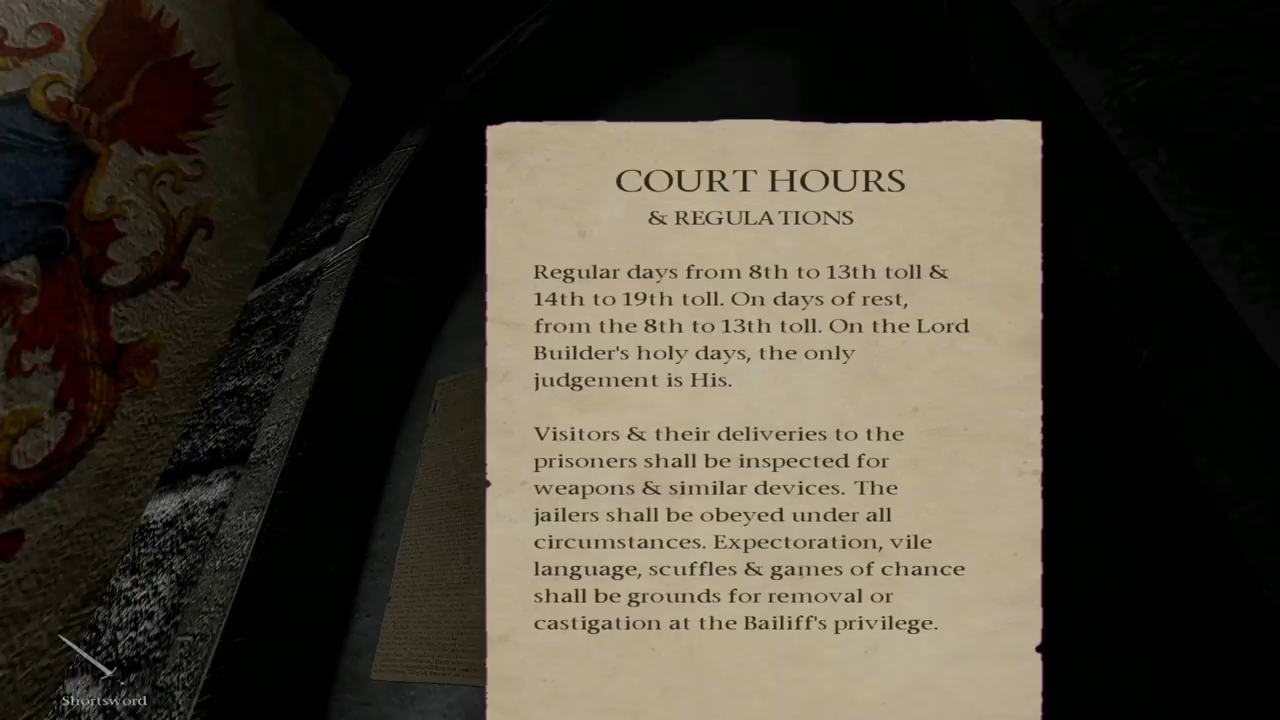 COURT HOURS
& REGULATIONS
Regular days from 8th to 13th toll &
14th to 19th toll. On days of rest,
from the 8th to 13th toll. On the Lord
Builder's holy days, the only
judgement is His.
Visitors & their deliveries to the
prisoners shall be inspected for
weapons & similar devices. The
jailers shall be obeyed under all
circumstances. Expectoration, vile
language, scuffles & games of chance
shall be grounds for removal or
castigation at the Bailiff's privilege.
Shortsword